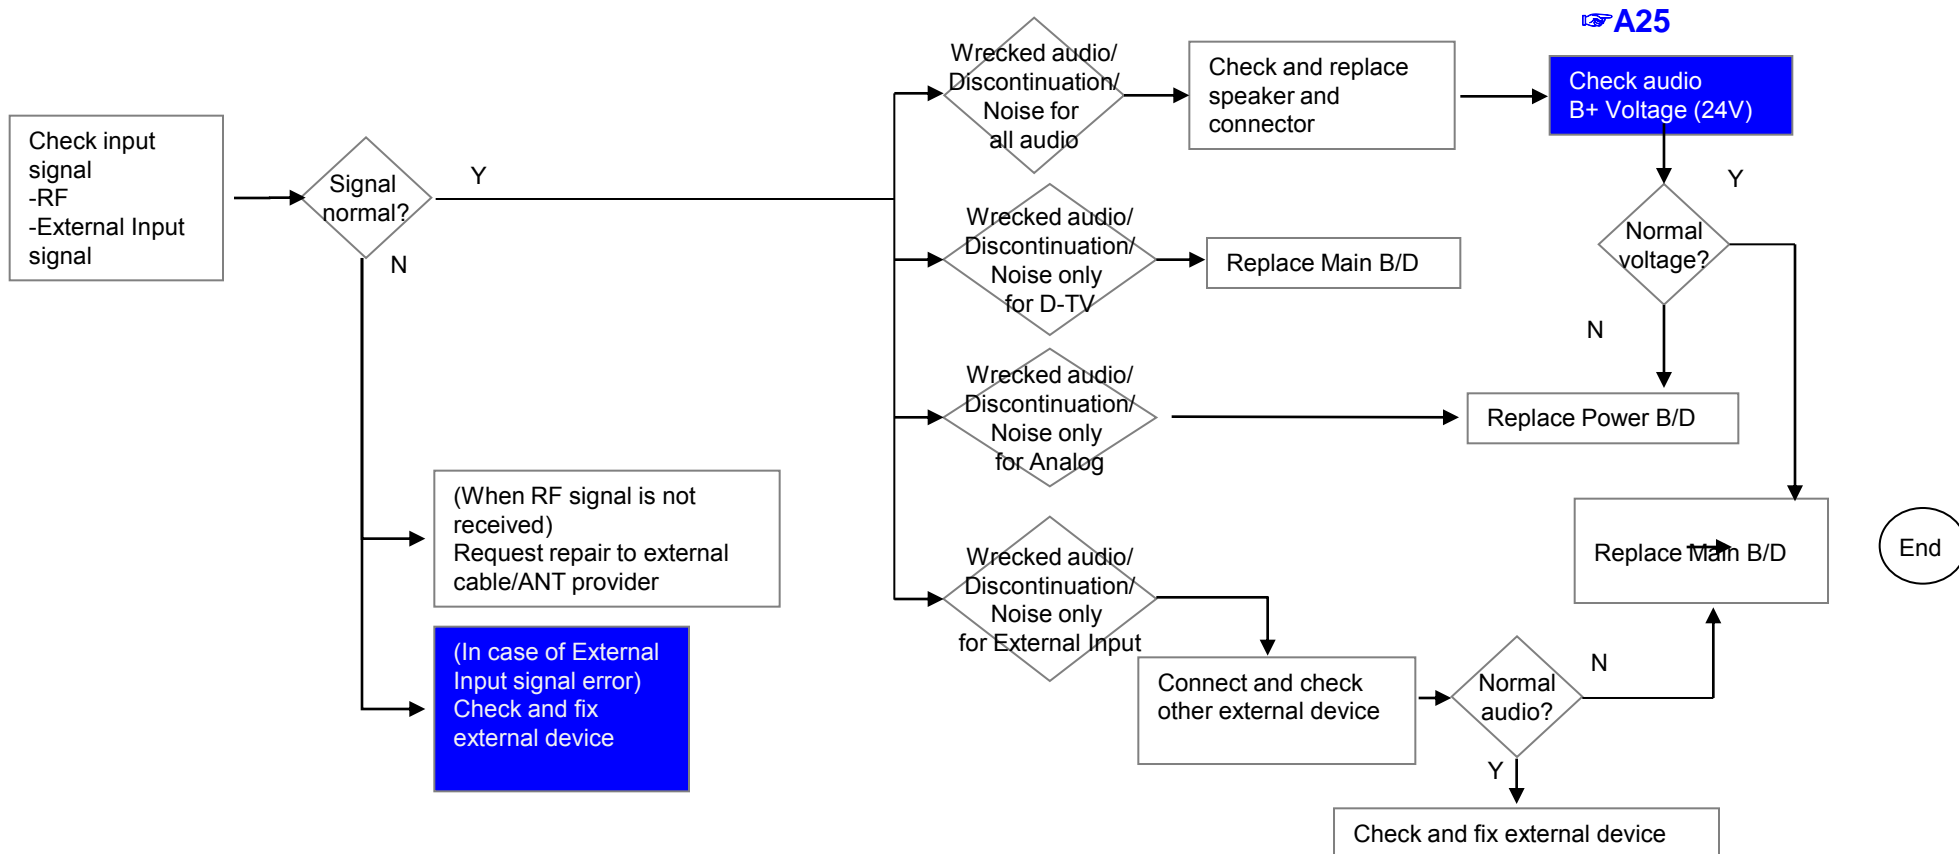 ☞A25
Check input
signal
-RF
-External Input
signal
Signal
normal?
Y
N
(When RF signal is not
received)
Request repair to external
cable/ANT provider
(In case of External
Input signal error)
Check and fix
external device
Wrecked audio/
Discontinuation/
Noise for
all audio
Check and replace
speaker and
connector
Check audio
B+ Voltage (24V)
Normal
voltage?
Y
N
Wrecked audio/
Discontinuation/
Noise only
for D-TV
Replace Main B/D
Wrecked audio/
Discontinuation/
Noise only
for Analog
Replace Power B/D
Wrecked audio/
Discontinuation/
Noise only
for External Input
Connect and check
other external device
Normal
audio?
N
Y
Replace Main B/D
End
Check and fix external device